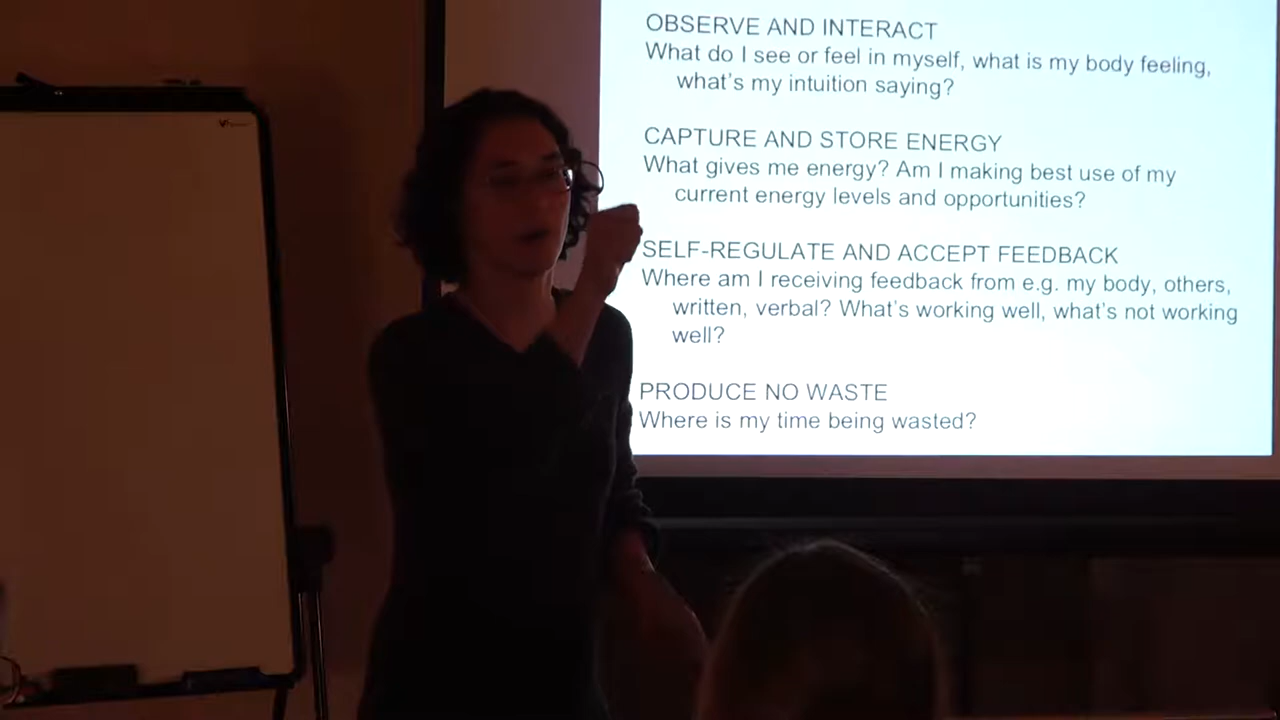 OBSERVE AND INTERACT
What do I see or feel in myself, what is my body feeling,
what's my intuition saying?
CAPTURE AND STORE ENERGY
What gives me energy? Am I making best use of my
current energy levels and opportunities?
SELF-REGULATE AND ACCEPT FEEDBACK
Where am I receiving feedback from e.g. my body, others,
written, verbal? What's working well, what's not working
well?
PRODUCE NO WASTE
Where is my time being wasted?